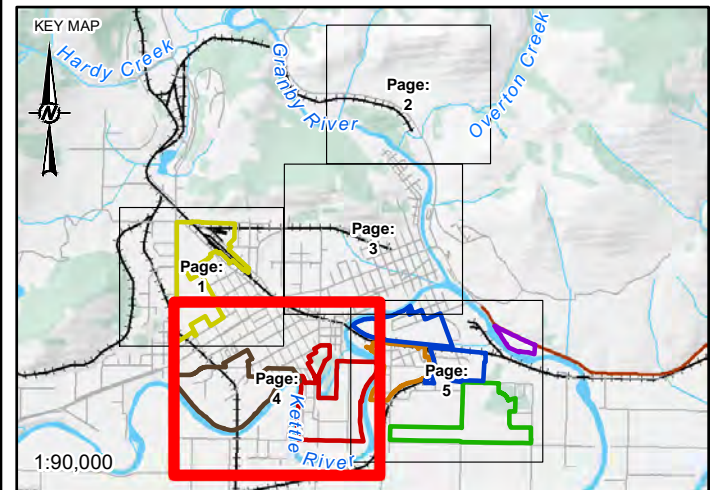 KEY MAP
Hardy Creek
Granby River
Overton Creek
N
Page:
2
Page:
3
Page:
1
Page:
4
Page:
5
Kettle River
1:90,000